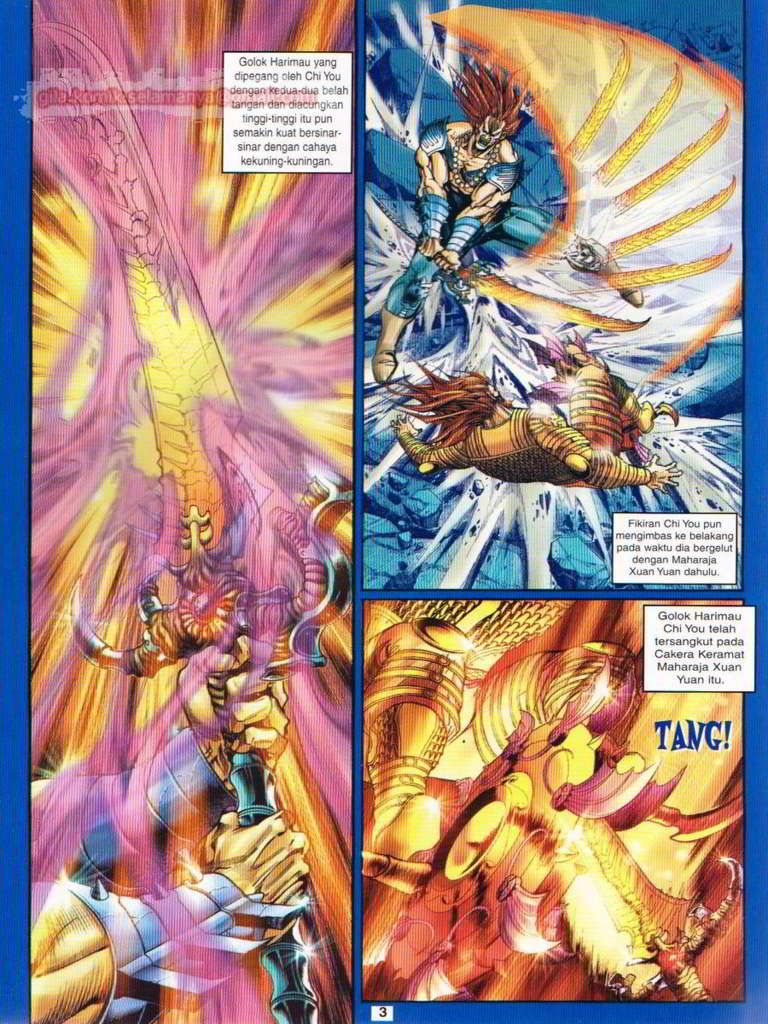 Golok Harimau yang
dipegang oleh Chi You
dengan kedua-dua belah
tangan dan diacungkan
tinggi-tinggi itu pun
semakin kuat bersinar-
sinar dengan cahaya
kekuning-kuningan.
Fikiran Chi You pun
mengimbas ke belakang
pada waktu dia bergelut
dengan Maharaja
Xuan Yuan dahulu.
Golok Harimau
Chi You telah
tersangkut pada
Cakera Keramat
Maharaja Xuan
Yuan itu.
TANG!
3